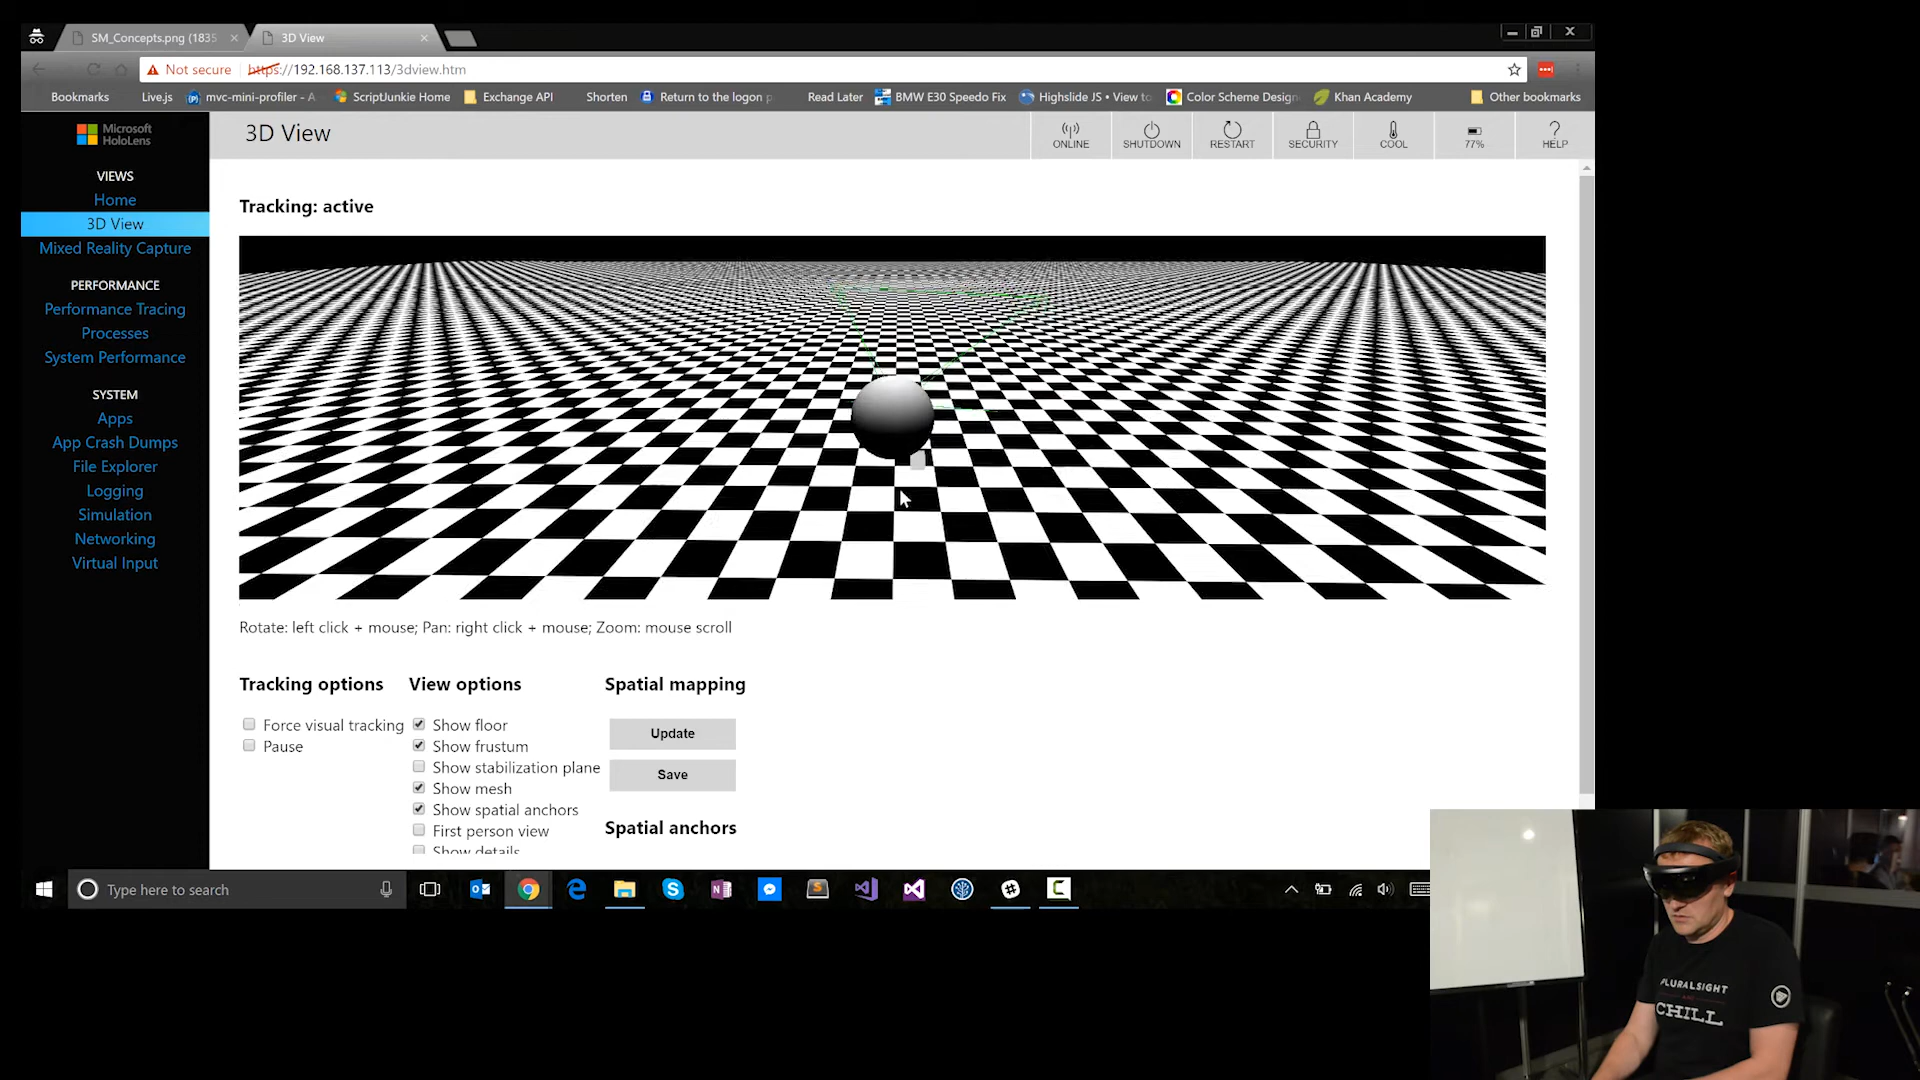 SM_Concepts.png (1835
3D View
Not secure
https://192.168.137.113/3dview.htm
Bookmarks
Live.js
mvc-mini-profiler - A
ScriptJunkie Home
Exchange API
Shorten
Return to the logon p
Read Later
BMW E30 Speedo Fix
Highslide JS • View to
Color Scheme Design
Khan Academy
Other bookmarks
Microsoft
HoloLens
3D View
ONLINE
SHUTDOWN
RESTART
SECURITY
COOL
77%
HELP
VIEWS
Home
3D View
Mixed Reality Capture
PERFORMANCE
Performance Tracing
Processes
System Performance
SYSTEM
Apps
App Crash Dumps
File Explorer
Logging
Simulation
Networking
Virtual Input
Tracking: active
Rotate: left click + mouse; Pan: right click + mouse; Zoom: mouse scroll
Tracking options
Force visual tracking
Pause
View options
Show floor
Show frustum
Show stabilization plane
Show mesh
Show spatial anchors
First person view
Show details
Spatial mapping
Update
Save
Spatial anchors
Type here to search
PLURALSIGHT
AND
CHILL